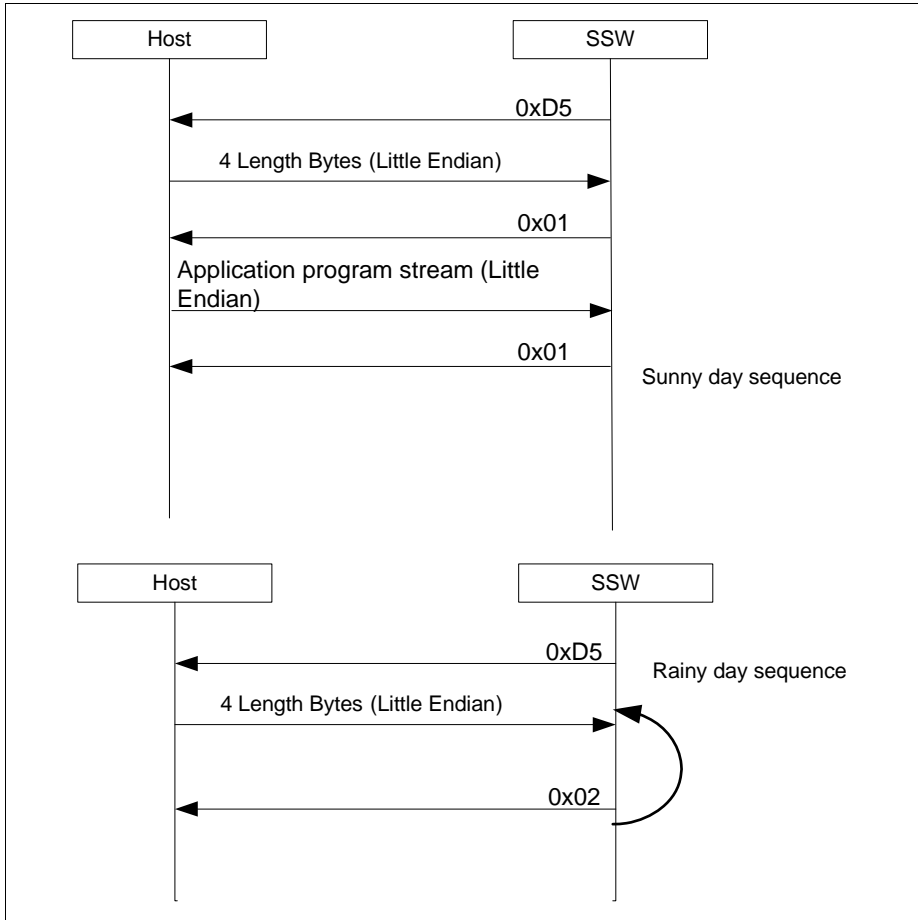 Host
SSW
0xD5
4 Length Bytes (Little Endian)
0x01
Application program stream (Little
Endian)
0x01
Sunny day sequence
Host
SSW
0xD5
Rainy day sequence
4 Length Bytes (Little Endian)
0x02